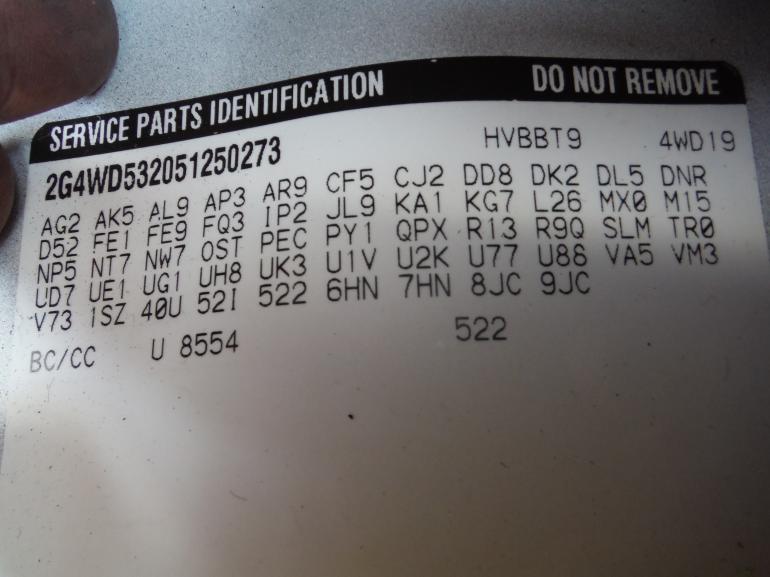 SERVICE PARTS IDENTIFICATION DO NOT REMOVE
2G4WD532051250273 HVBBT9 4WD19
AG2 AK5 AL9 AP3 AR9 CF5 CJ2 DD8 DK2 DL5 DNR
D52 FE1 FE9 FQ3 IP2 JL9 KA1 KG7 L26 MX0 M15
NP5 NT7 NW7 OST PEC PY1 QPX R13 R9Q SLM TR0
UD7 UE1 UG1 UH8 UK3 U1V U2K U77 U88 VA5 VM3
V73 1SZ 40U 52I 522 6HN 7HN 8JC 9JC
BC/CC U 8554 522